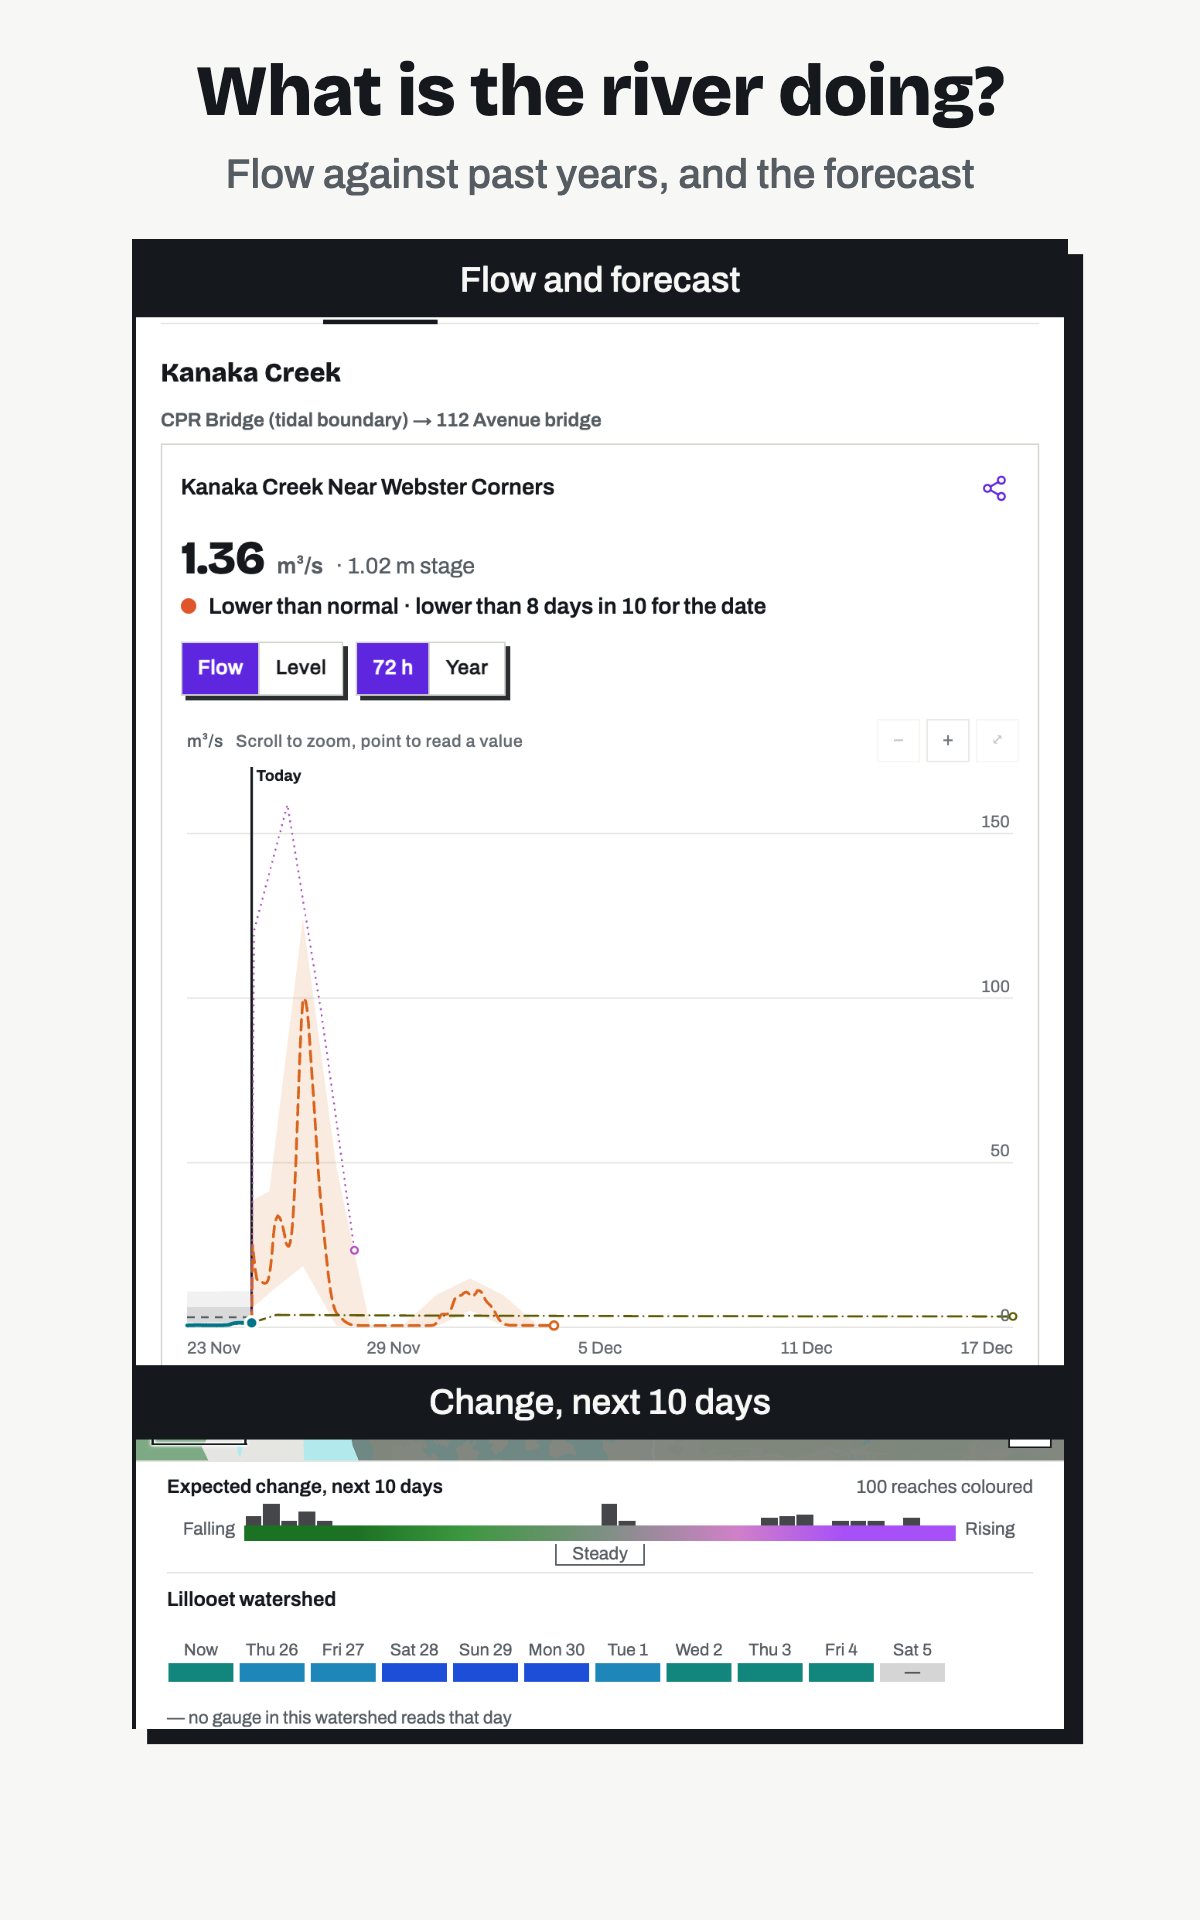 What is the river doing?
Flow against past years, and the forecast
Flow and forecast
Kanaka Creek
CPR Bridge (tidal boundary) → 112 Avenue bridge
Kanaka Creek Near Webster Corners
1.36 m³/s · 1.02 m stage
Lower than normal · lower than 8 days in 10 for the date
Flow Level 72 h Year
m³/s Scroll to zoom, point to read a value − +
Today
150
100
50
0
23 Nov 29 Nov 5 Dec 11 Dec 17 Dec
Change, next 10 days
Expected change, next 10 days 100 reaches coloured
Falling Rising
Steady
Lillooet watershed
Now Thu 26 Fri 27 Sat 28 Sun 29 Mon 30 Tue 1 Wed 2 Thu 3 Fri 4 Sat 5
—
— no gauge in this watershed reads that day